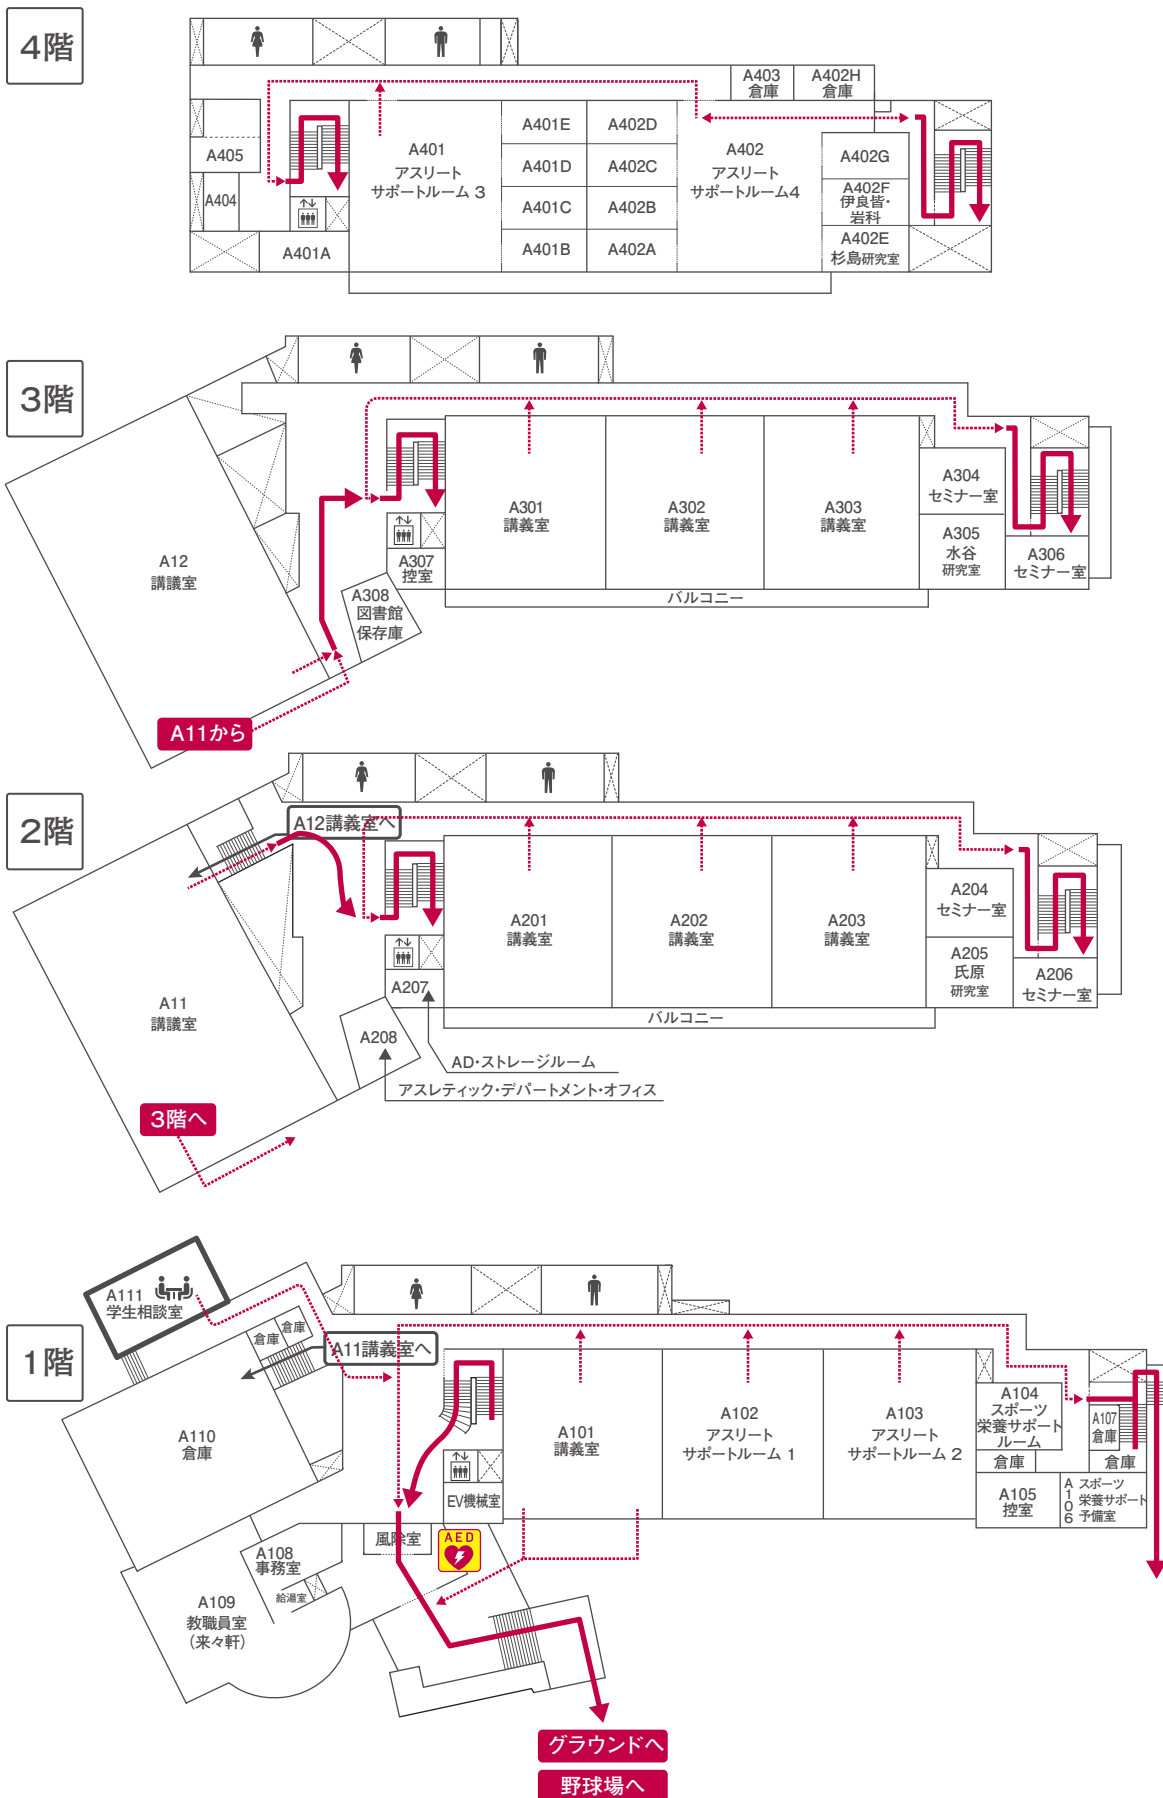 4階
A403
倉庫
A402H
倉庫
A401
アスリート
サポートルーム 3
A401E
A402D
A401D
A402C
A401C
A402B
A401B
A402A
A402
アスリート
サポートルーム4
A402G
A402F
伊良皆・
岩科
A402E
杉島研究室
A405
A404
A401A
3階
A12
講議室
A301
講義室
A302
講義室
A303
講義室
A304
セミナー室
A305
水谷
研究室
A306
セミナー室
A307
控室
A308
図書館
保存庫
バルコニー
A11から
2階
A12講義室へ
A11
講議室
A201
講義室
A202
講義室
A203
講義室
A204
セミナー室
A205
氏原
研究室
A206
セミナー室
A207
A208
バルコニー
AD・ストレージルーム
アスレティック・デパートメント・オフィス
3階へ
1階
A111
学生相談室
倉庫
倉庫
A11講義室へ
A110
倉庫
A101
講義室
A102
アスリート
サポートルーム 1
A103
アスリート
サポートルーム 2
A104
スポーツ
栄養サポート
ルーム
A107
倉庫
倉庫
倉庫
A105
控室
A106
スポーツ
栄養サポート
予備室
EV機械室
風除室
AED
A108
事務室
給湯室
A109
教職員室
(来々軒)
グラウンドへ
野球場へ